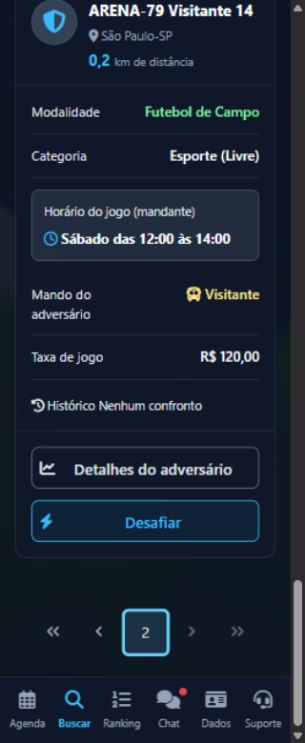 ARENA-79 Visitante 14
São Paulo-SP
0,2 km de distância
Modalidade Futebol de Campo
Categoria Esporte (Livre)
Horário do jogo (mandante)
Sábado das 12:00 às 14:00
Mando do Visitante
adversário
Taxa de jogo R$ 120,00
Histórico Nenhum confronto
Detalhes do adversário
Desafiar
« ‹ 2 › »
Agenda Buscar Ranking Chat Dados Suporte